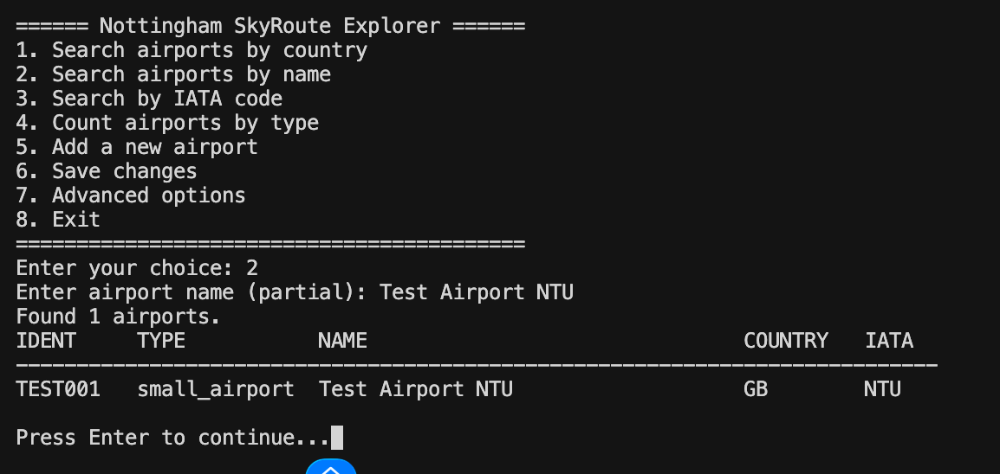 ====== Nottingham SkyRoute Explorer ======
1. Search airports by country
2. Search airports by name
3. Search by IATA code
4. Count airports by type
5. Add a new airport
6. Save changes
7. Advanced options
8. Exit
==========================================
Enter your choice: 2
Enter airport name (partial): Test Airport NTU
Found 1 airports.
IDENT     TYPE           NAME                               COUNTRY   IATA
----------------------------------------------------------------------------
TEST001   small_airport  Test Airport NTU                   GB        NTU
Press Enter to continue...